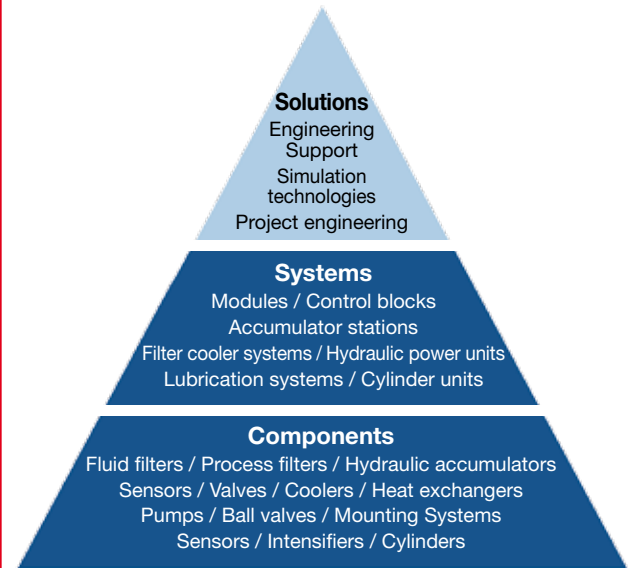 Solutions
Engineering
Support
Simulation
technologies
Project engineering
Systems
Modules / Control blocks
Accumulator stations
Filter cooler systems / Hydraulic power units
Lubrication systems / Cylinder units
Components
Fluid filters / Process filters / Hydraulic accumulators
Sensors / Valves / Coolers / Heat exchangers
Pumps / Ball valves / Mounting Systems
Sensors / Intensifiers / Cylinders